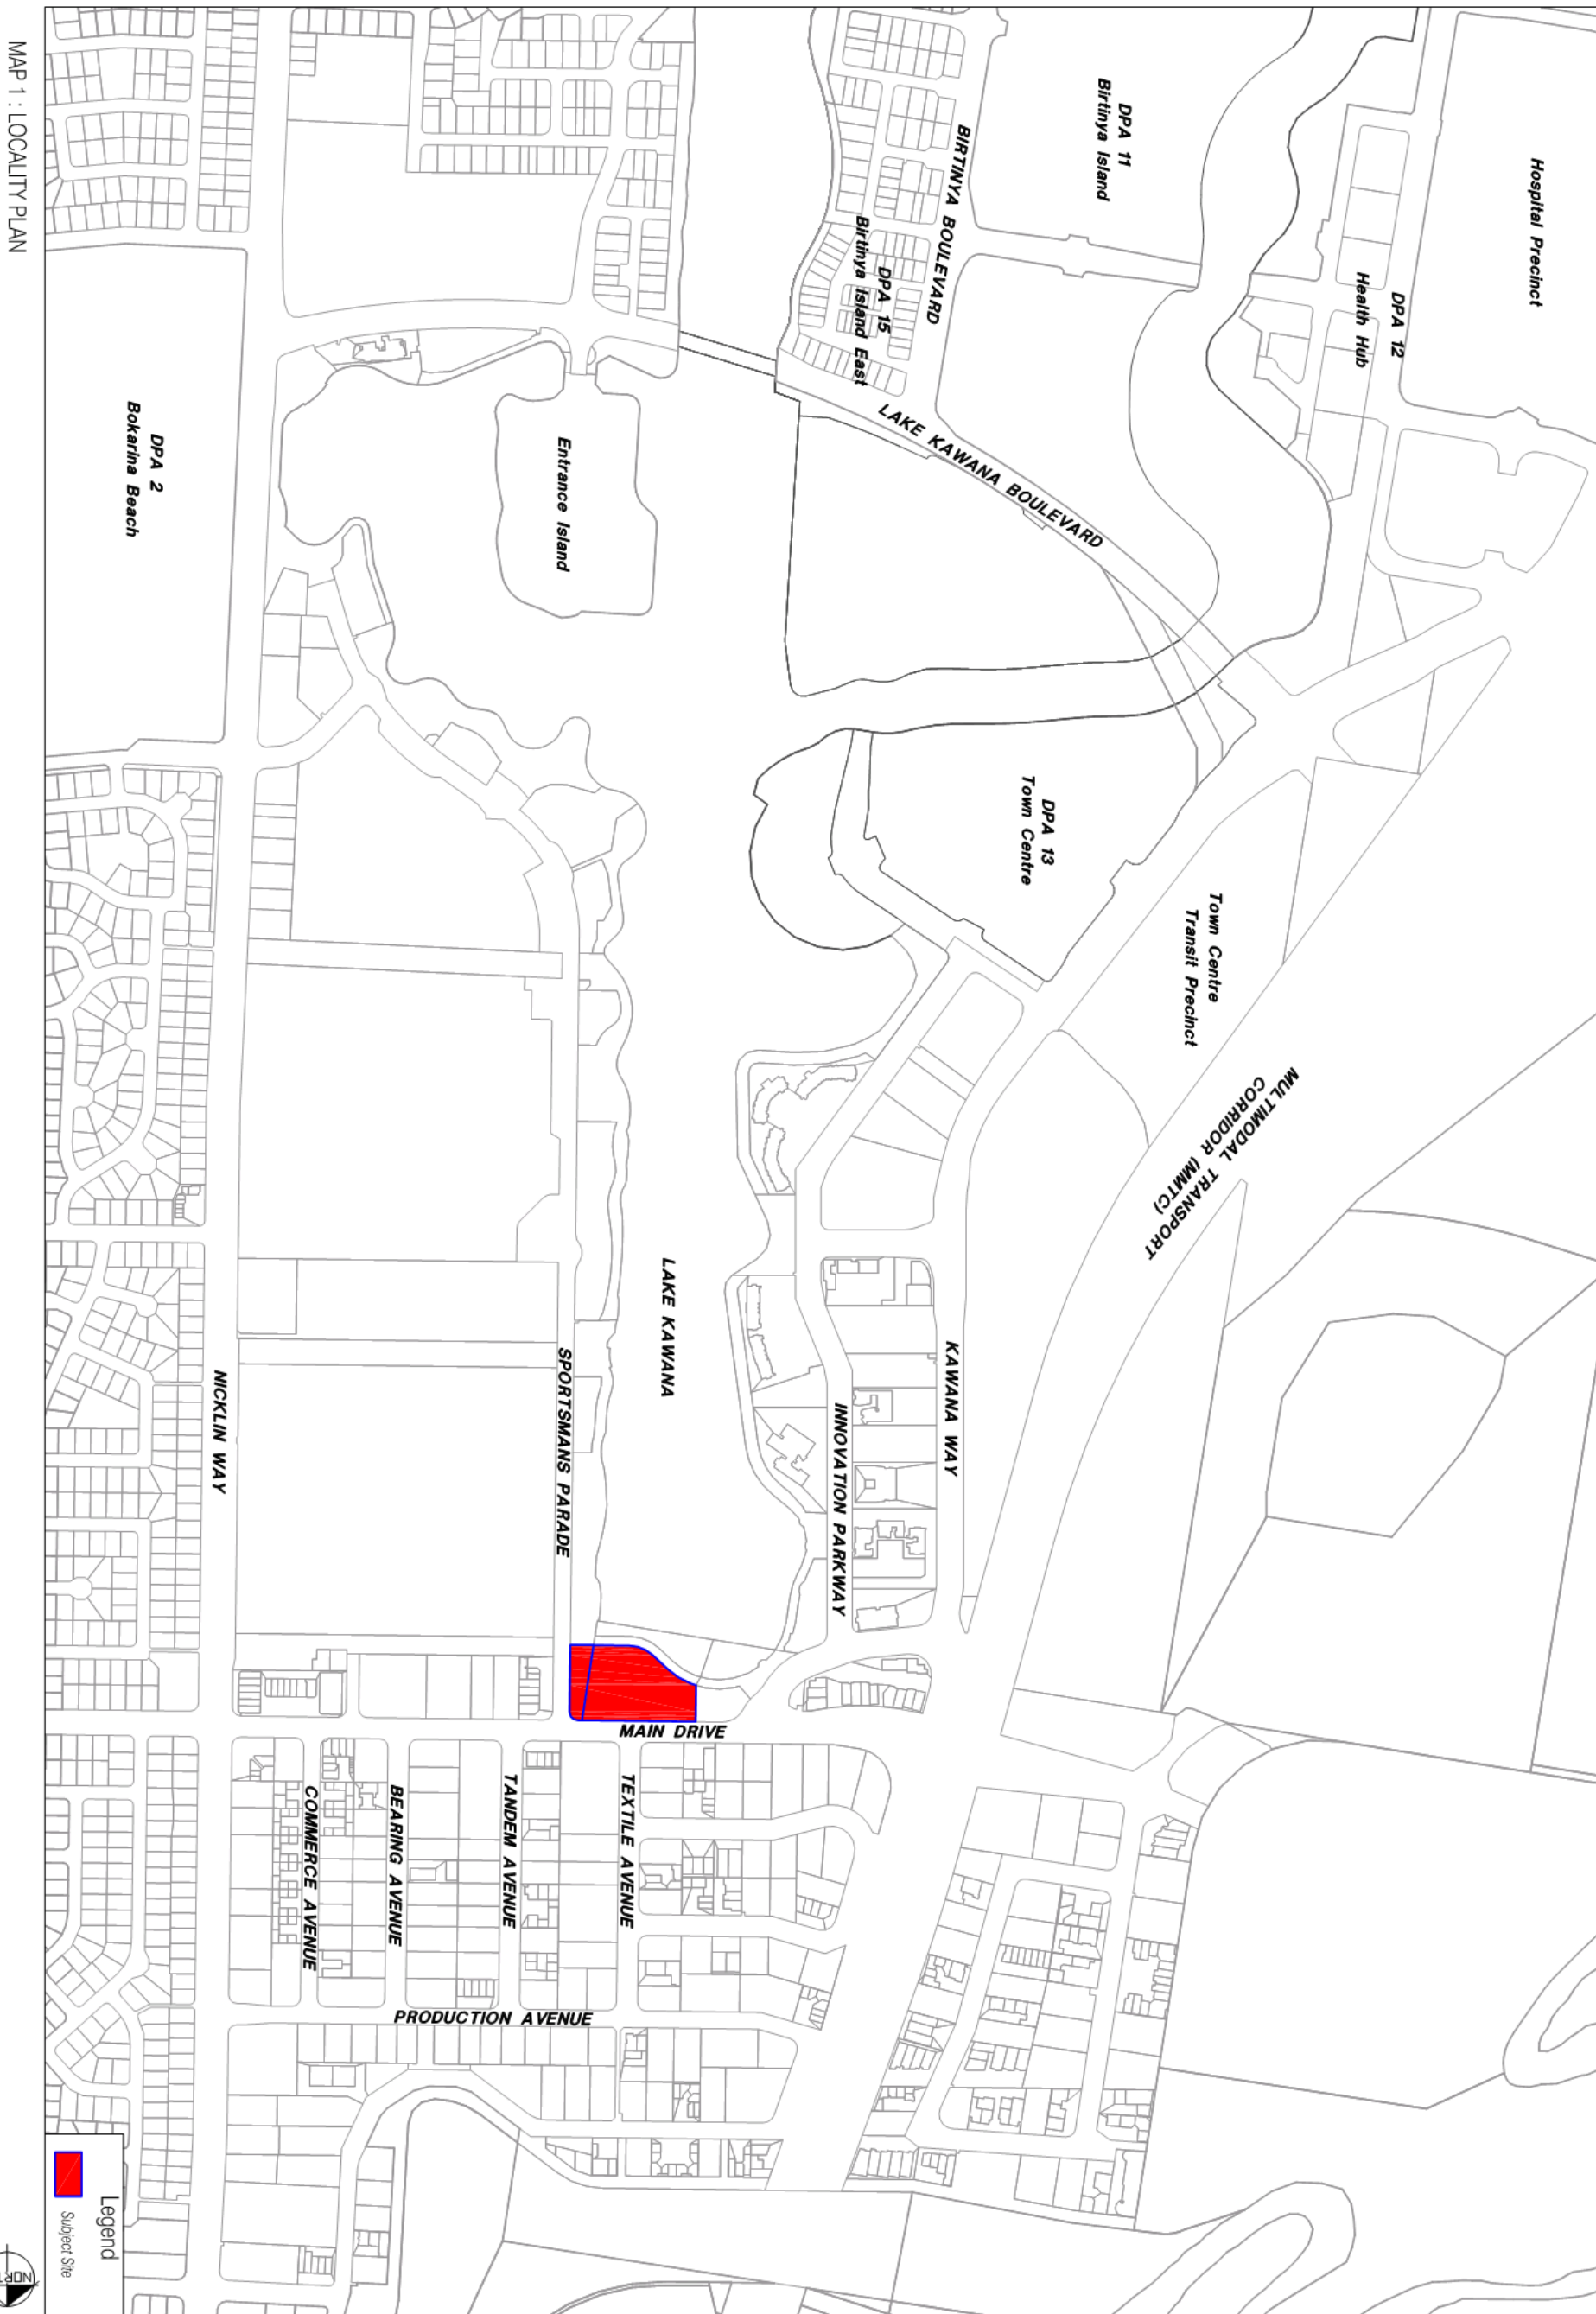 MAP 1 : LOCALITY PLAN
Hospital Precinct
DPA 12
Health Hub
DPA 11
Birtinya Island
BIRTINYA BOULEVARD
DPA 15
Birtinya Island East
LAKE KAWANA BOULEVARD
Entrance Island
DPA 2
Bokarina Beach
DPA 13
Town Centre
Town Centre
Transit Precinct
MULTIMODAL TRANSPORT
CORRIDOR (MMTC)
LAKE KAWANA
KAWANA WAY
INNOVATION PARKWAY
SPORTSMANS PARADE
NICKLIN WAY
MAIN DRIVE
TEXTILE AVENUE
TANDEM AVENUE
BEARING AVENUE
COMMERCE AVENUE
PRODUCTION AVENUE
Legend
Subject Site